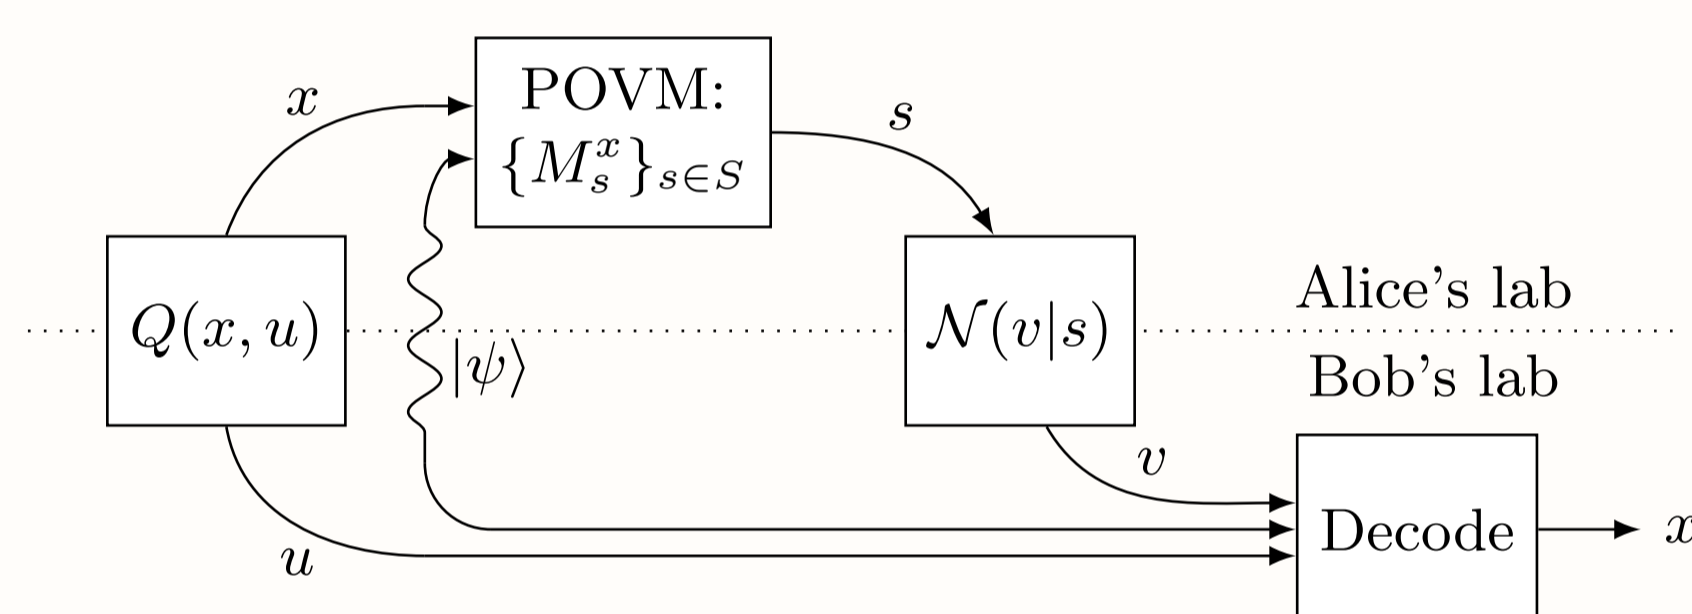 x
POVM:
{M_s^x}_{s∈S}
s
Q(x, u)
|ψ⟩
𝒩(v|s)
Alice's lab
Bob's lab
v
u
Decode
x